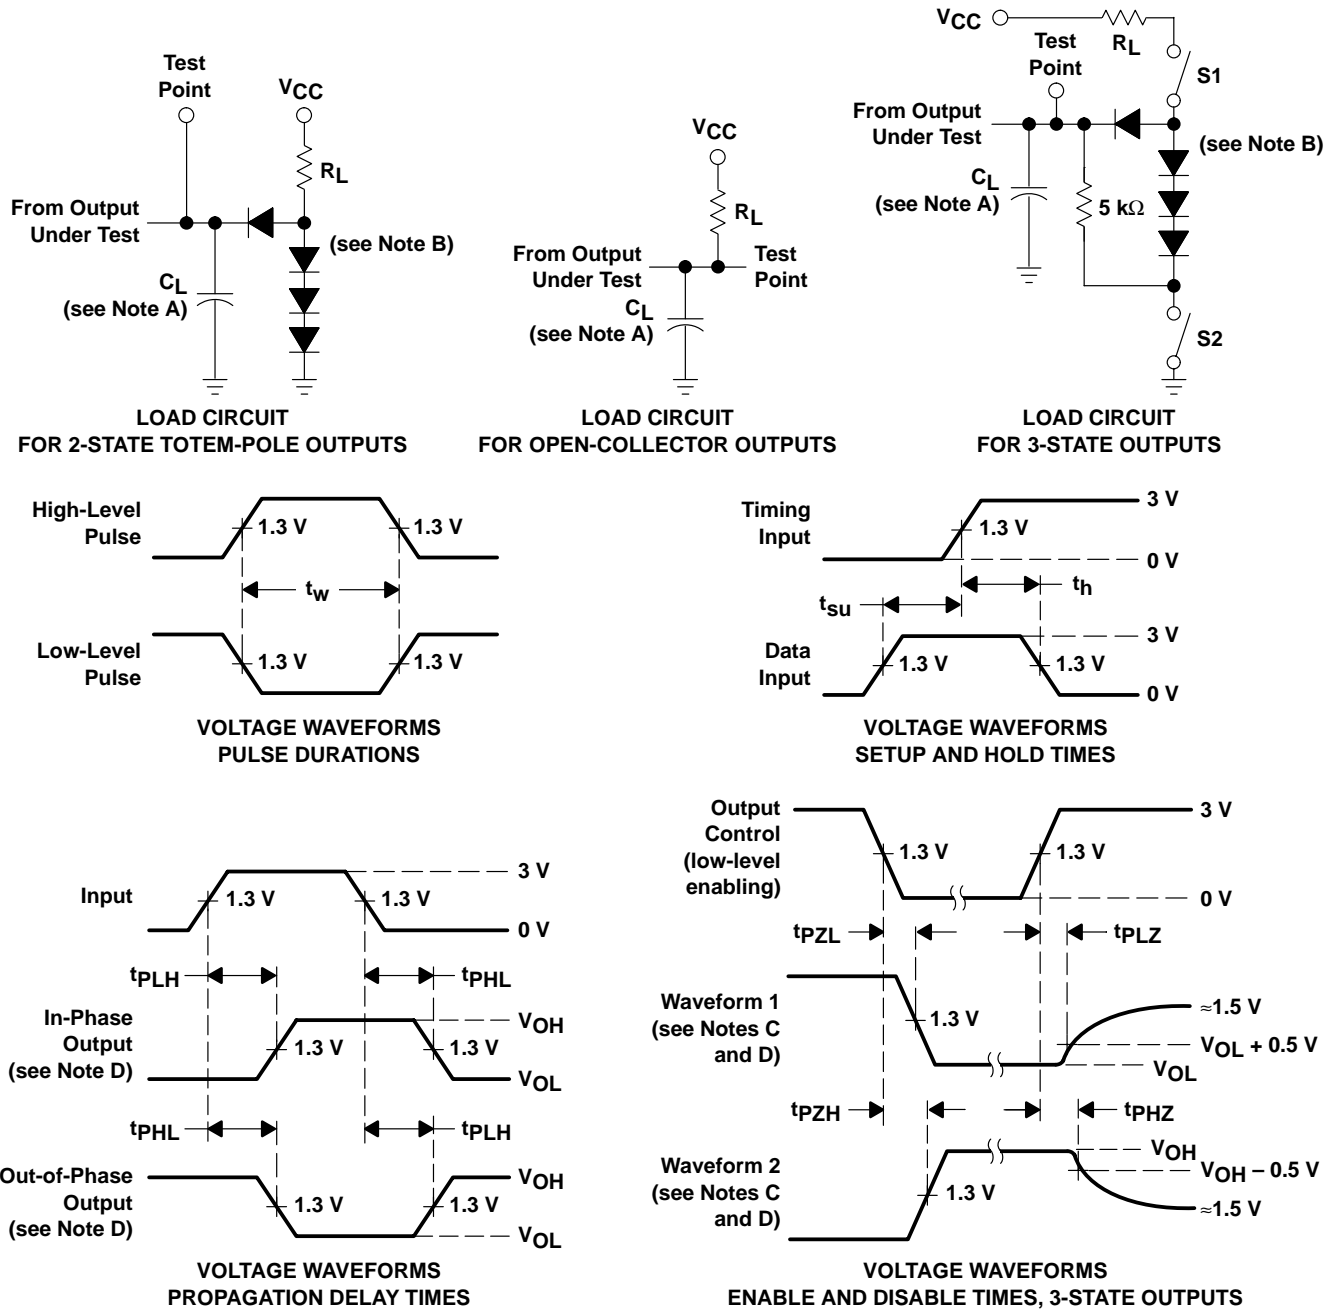 Test
Point
VCC
RL
From Output
Under Test
(see Note B)
CL
(see Note A)
LOAD CIRCUIT
FOR 2-STATE TOTEM-POLE OUTPUTS
VCC
RL
From Output
Under Test
Test
Point
CL
(see Note A)
LOAD CIRCUIT
FOR OPEN-COLLECTOR OUTPUTS
VCC
RL
Test
Point
S1
From Output
Under Test
(see Note B)
CL
(see Note A)
5 kΩ
S2
LOAD CIRCUIT
FOR 3-STATE OUTPUTS
High-Level
Pulse
1.3 V
1.3 V
tw
Low-Level
Pulse
1.3 V
1.3 V
VOLTAGE WAVEFORMS
PULSE DURATIONS
Timing
Input
1.3 V
3 V
0 V
th
tsu
Data
Input
1.3 V
1.3 V
3 V
0 V
VOLTAGE WAVEFORMS
SETUP AND HOLD TIMES
Input
1.3 V
1.3 V
3 V
0 V
tPLH
tPHL
In-Phase
Output
(see Note D)
1.3 V
1.3 V
VOH
VOL
tPHL
tPLH
Out-of-Phase
Output
(see Note D)
1.3 V
1.3 V
VOH
VOL
VOLTAGE WAVEFORMS
PROPAGATION DELAY TIMES
Output
Control
(low-level
enabling)
1.3 V
1.3 V
3 V
0 V
tPZL
tPLZ
Waveform 1
(see Notes C
and D)
1.3 V
≈1.5 V
VOL + 0.5 V
VOL
tPZH
tPHZ
Waveform 2
(see Notes C
and D)
1.3 V
VOH
VOH – 0.5 V
≈1.5 V
VOLTAGE WAVEFORMS
ENABLE AND DISABLE TIMES, 3-STATE OUTPUTS